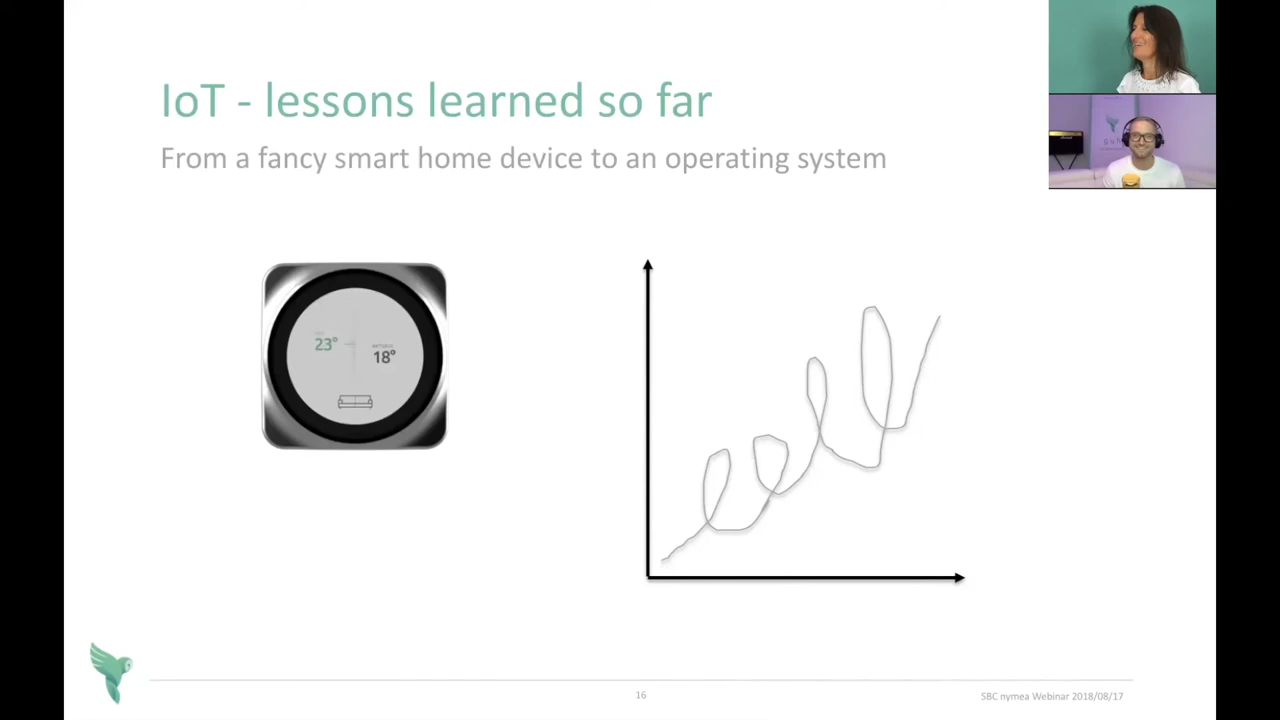 IoT - lessons learned so far
From a fancy smart home device to an operating system
23°
18°
16
SBC nymea Webinar 2018/08/17